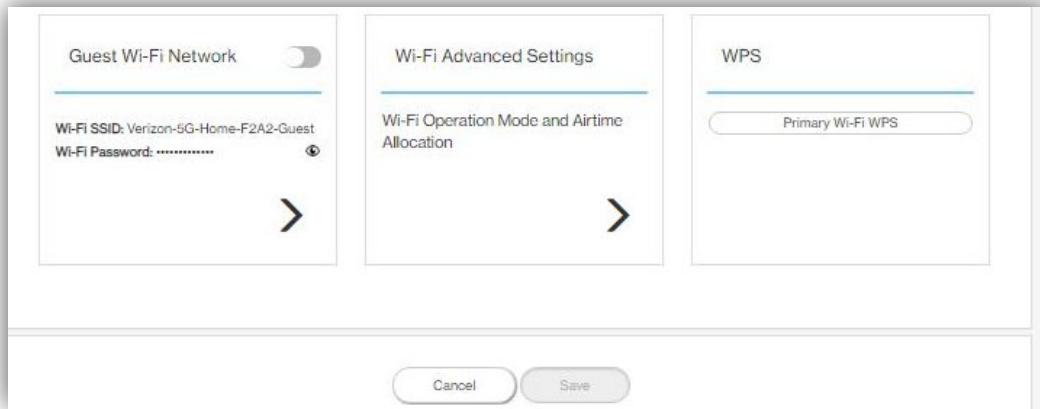 Guest Wi-Fi Network
Wi-Fi SSID: Verizon-5G-Home-F2A2-Guest
Wi-Fi Password: •••••••••••••
Wi-Fi Advanced Settings
Wi-Fi Operation Mode and Airtime
Allocation
WPS
Primary Wi-Fi WPS
Cancel
Save